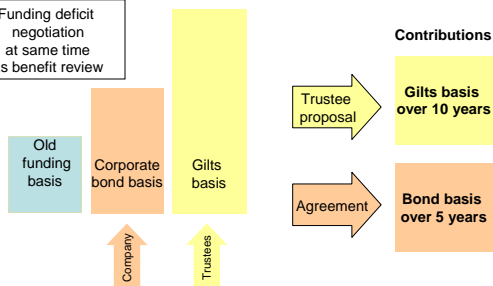 Funding deficit
negotiation
at same time
as benefit review
Old
funding
basis
Corporate
bond basis
Gilts
basis
Company
Trustees
Contributions
Trustee
proposal
Gilts basis
over 10 years
Agreement
Bond basis
over 5 years